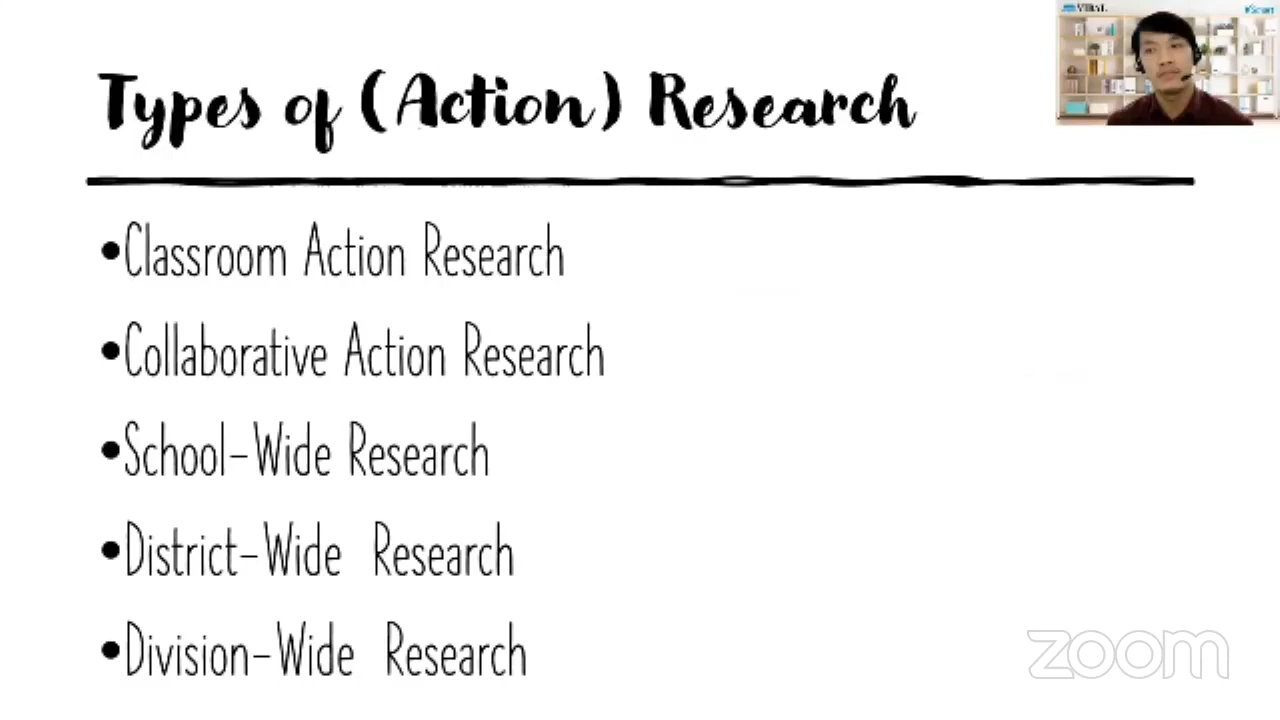 Types of (Action) Research
•Classroom Action Research
•Collaborative Action Research
•School-Wide Research
•District-Wide Research
•Division-Wide Research
zoom